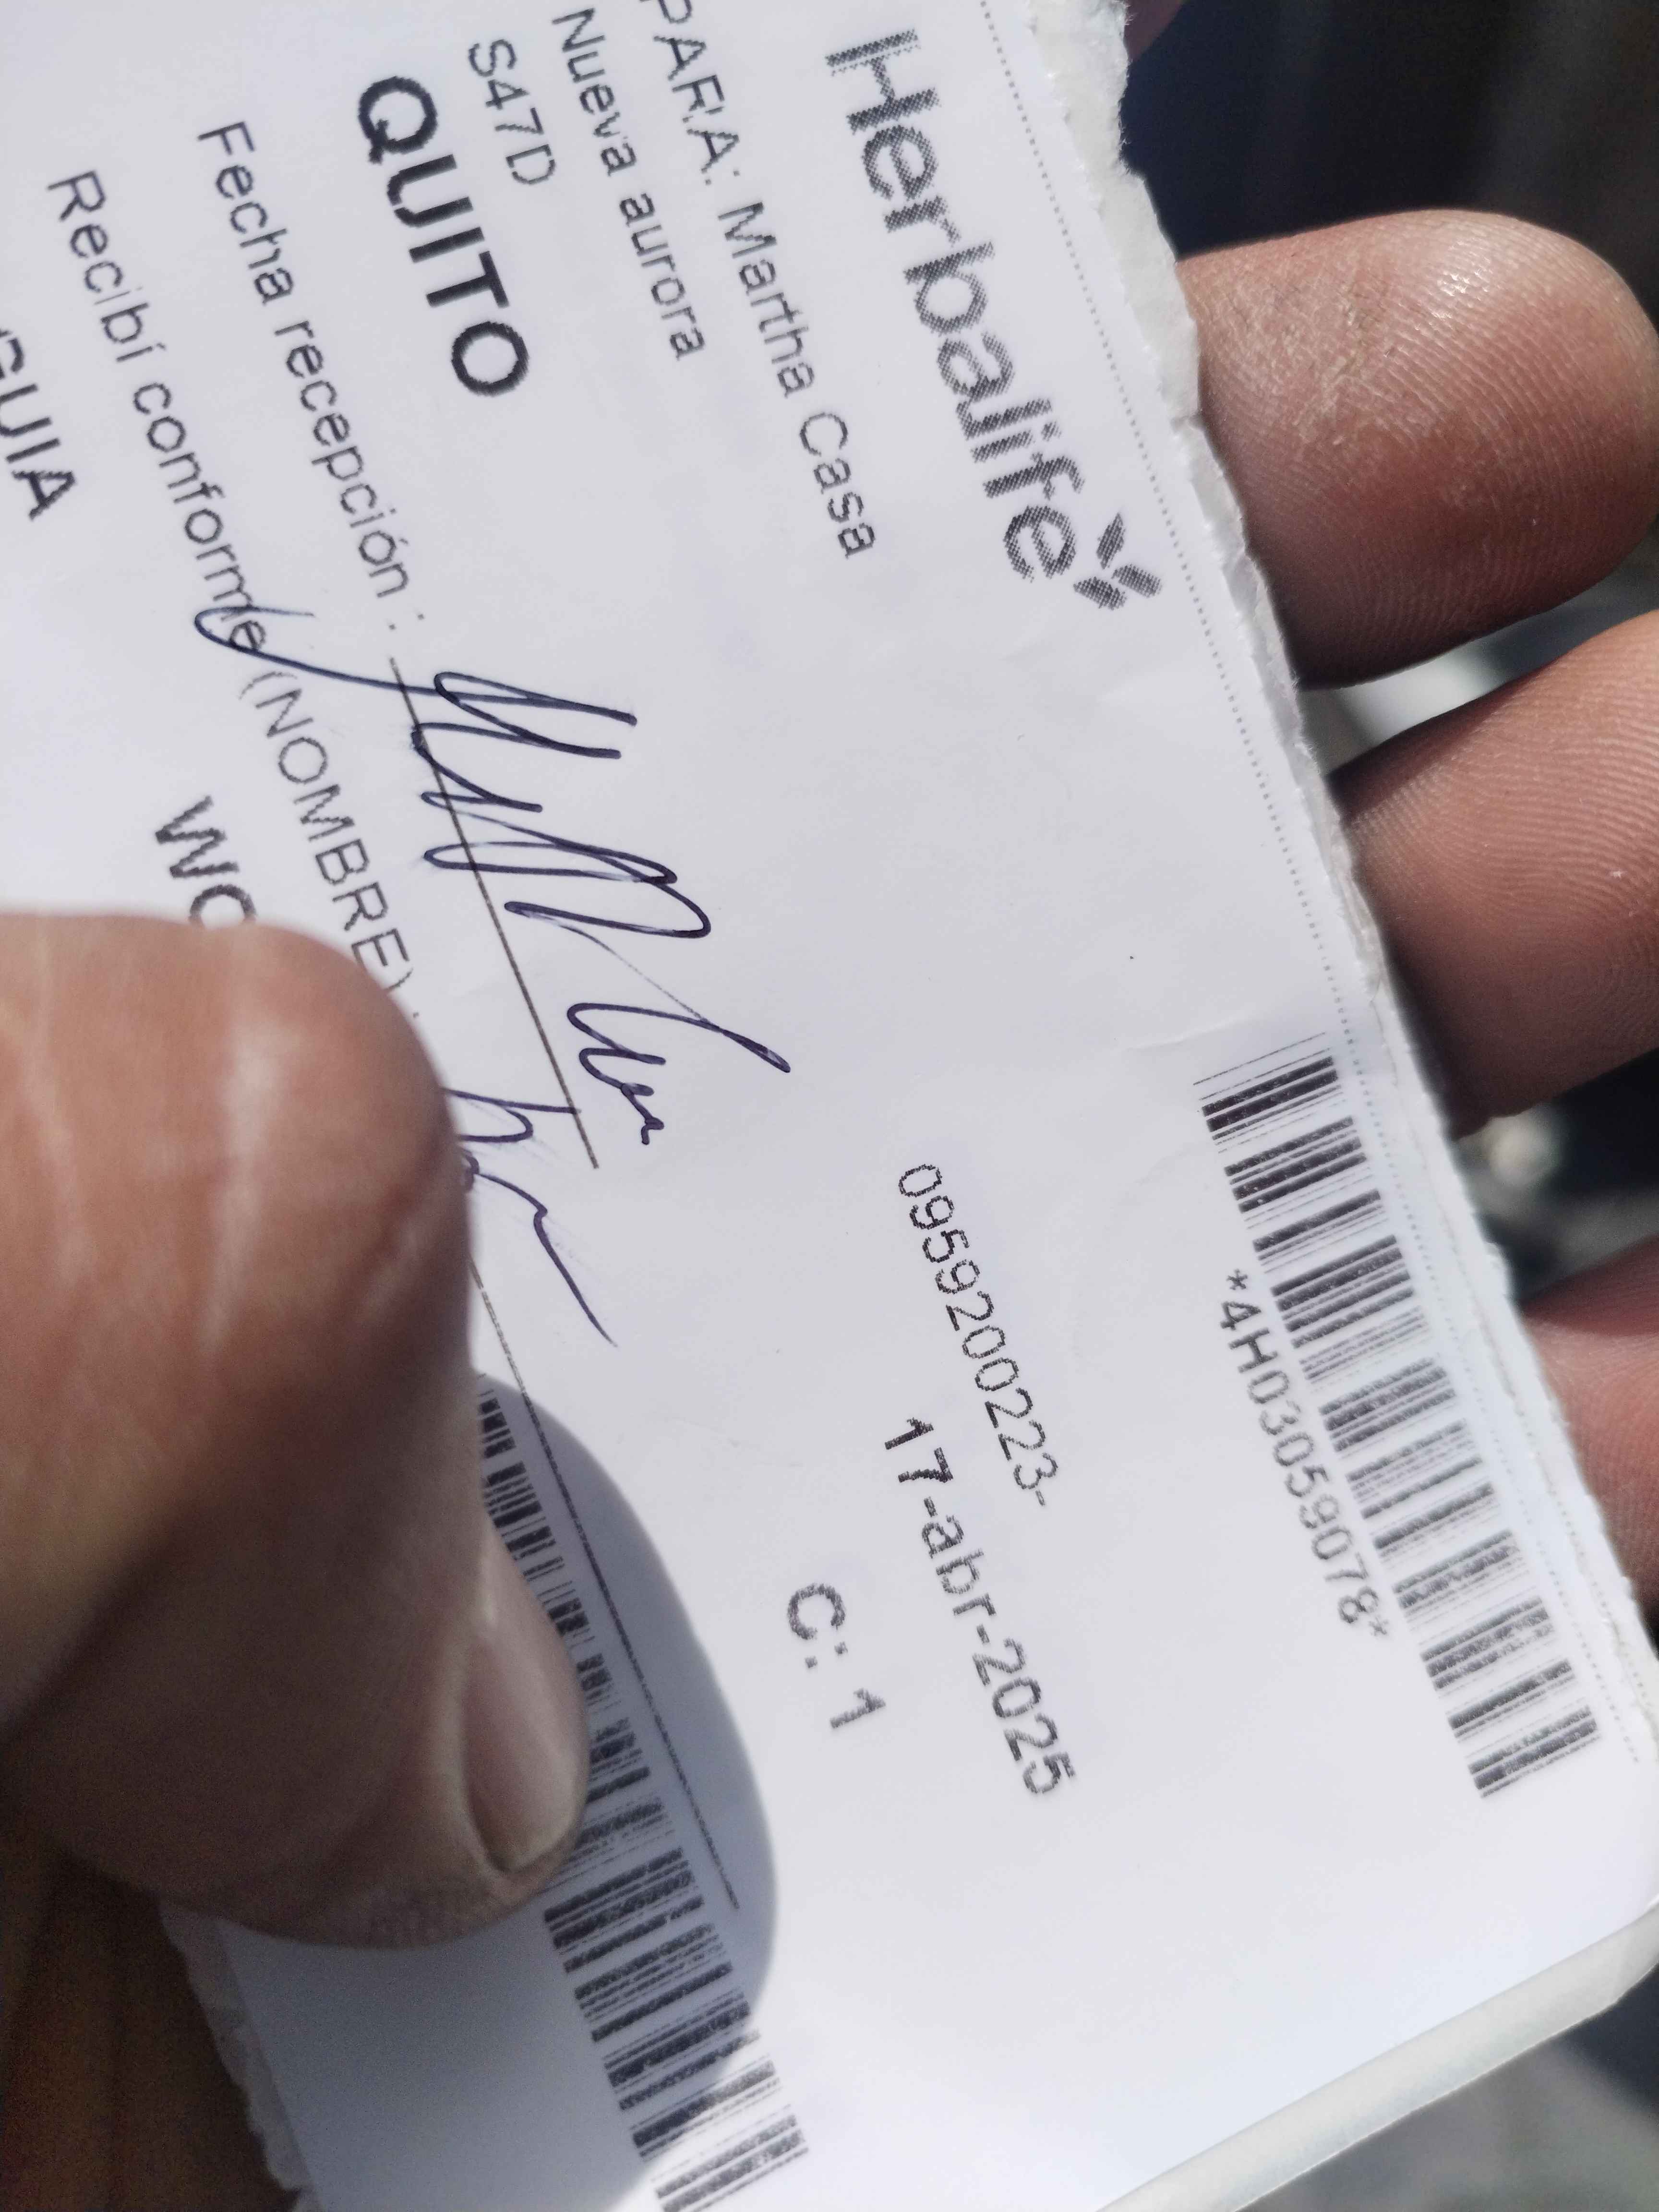 Herbalife
*4H030590078*
PARA: Martha Casa
0959200223-
Nueva aurora
17-abr-2025
S47D
C: 1
QUITO
Fecha recepción :
Recibí conforme (NOMBRE) :
GUIA